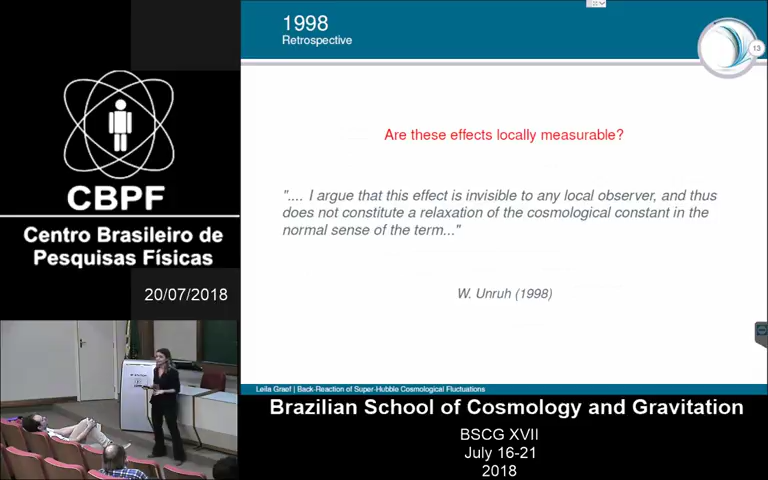 1998
Retrospective
13
Are these effects locally measurable?
".... I argue that this effect is invisible to any local observer, and thus
does not constitute a relaxation of the cosmological constant in the
normal sense of the term..."
W. Unruh (1998)
Leila Graef | Back-Reaction of Super-Hubble Cosmological Fluctuations
CBPF
Centro Brasileiro de
Pesquisas Físicas
20/07/2018
Brazilian School of Cosmology and Gravitation
BSCG XVII
July 16-21
2018